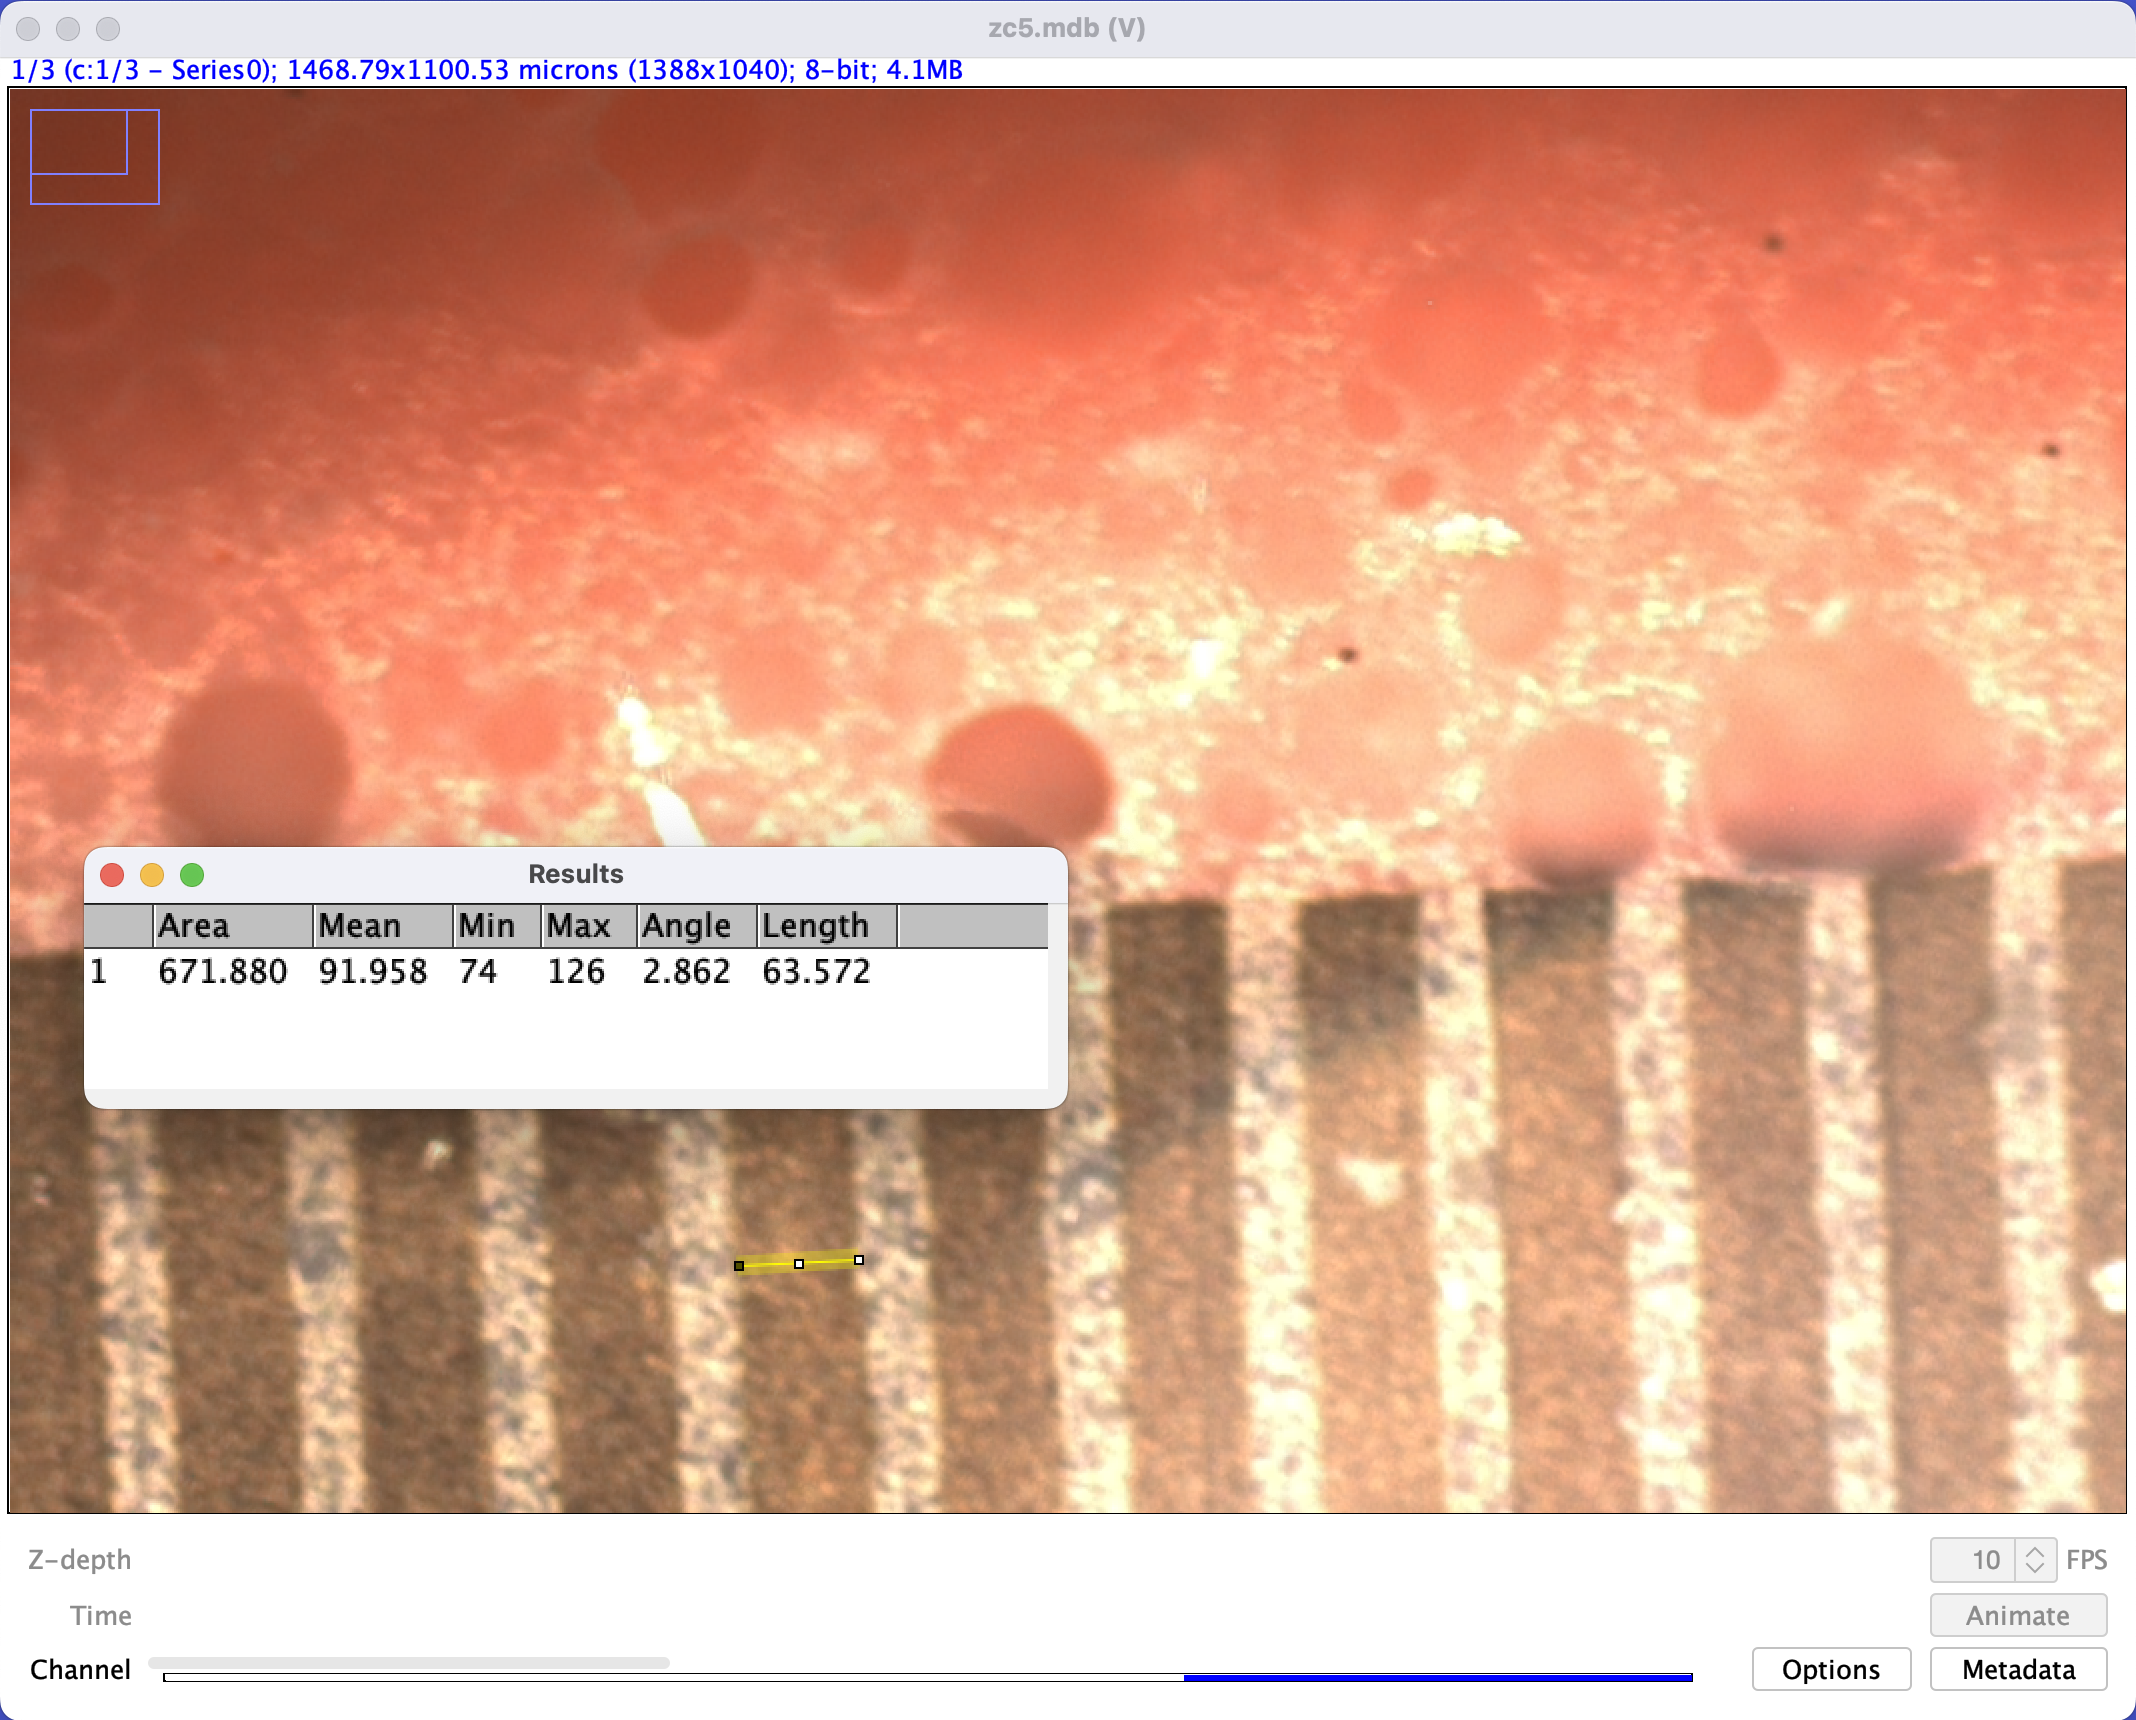 zc5.mdb (V)
1/3 (c:1/3 - Series0); 1468.79x1100.53 microns (1388x1040); 8-bit; 4.1MB
Results
Area Mean Min Max Angle Length
1 671.880 91.958 74 126 2.862 63.572
Z-depth 10 FPS
Time Animate
Channel Options Metadata